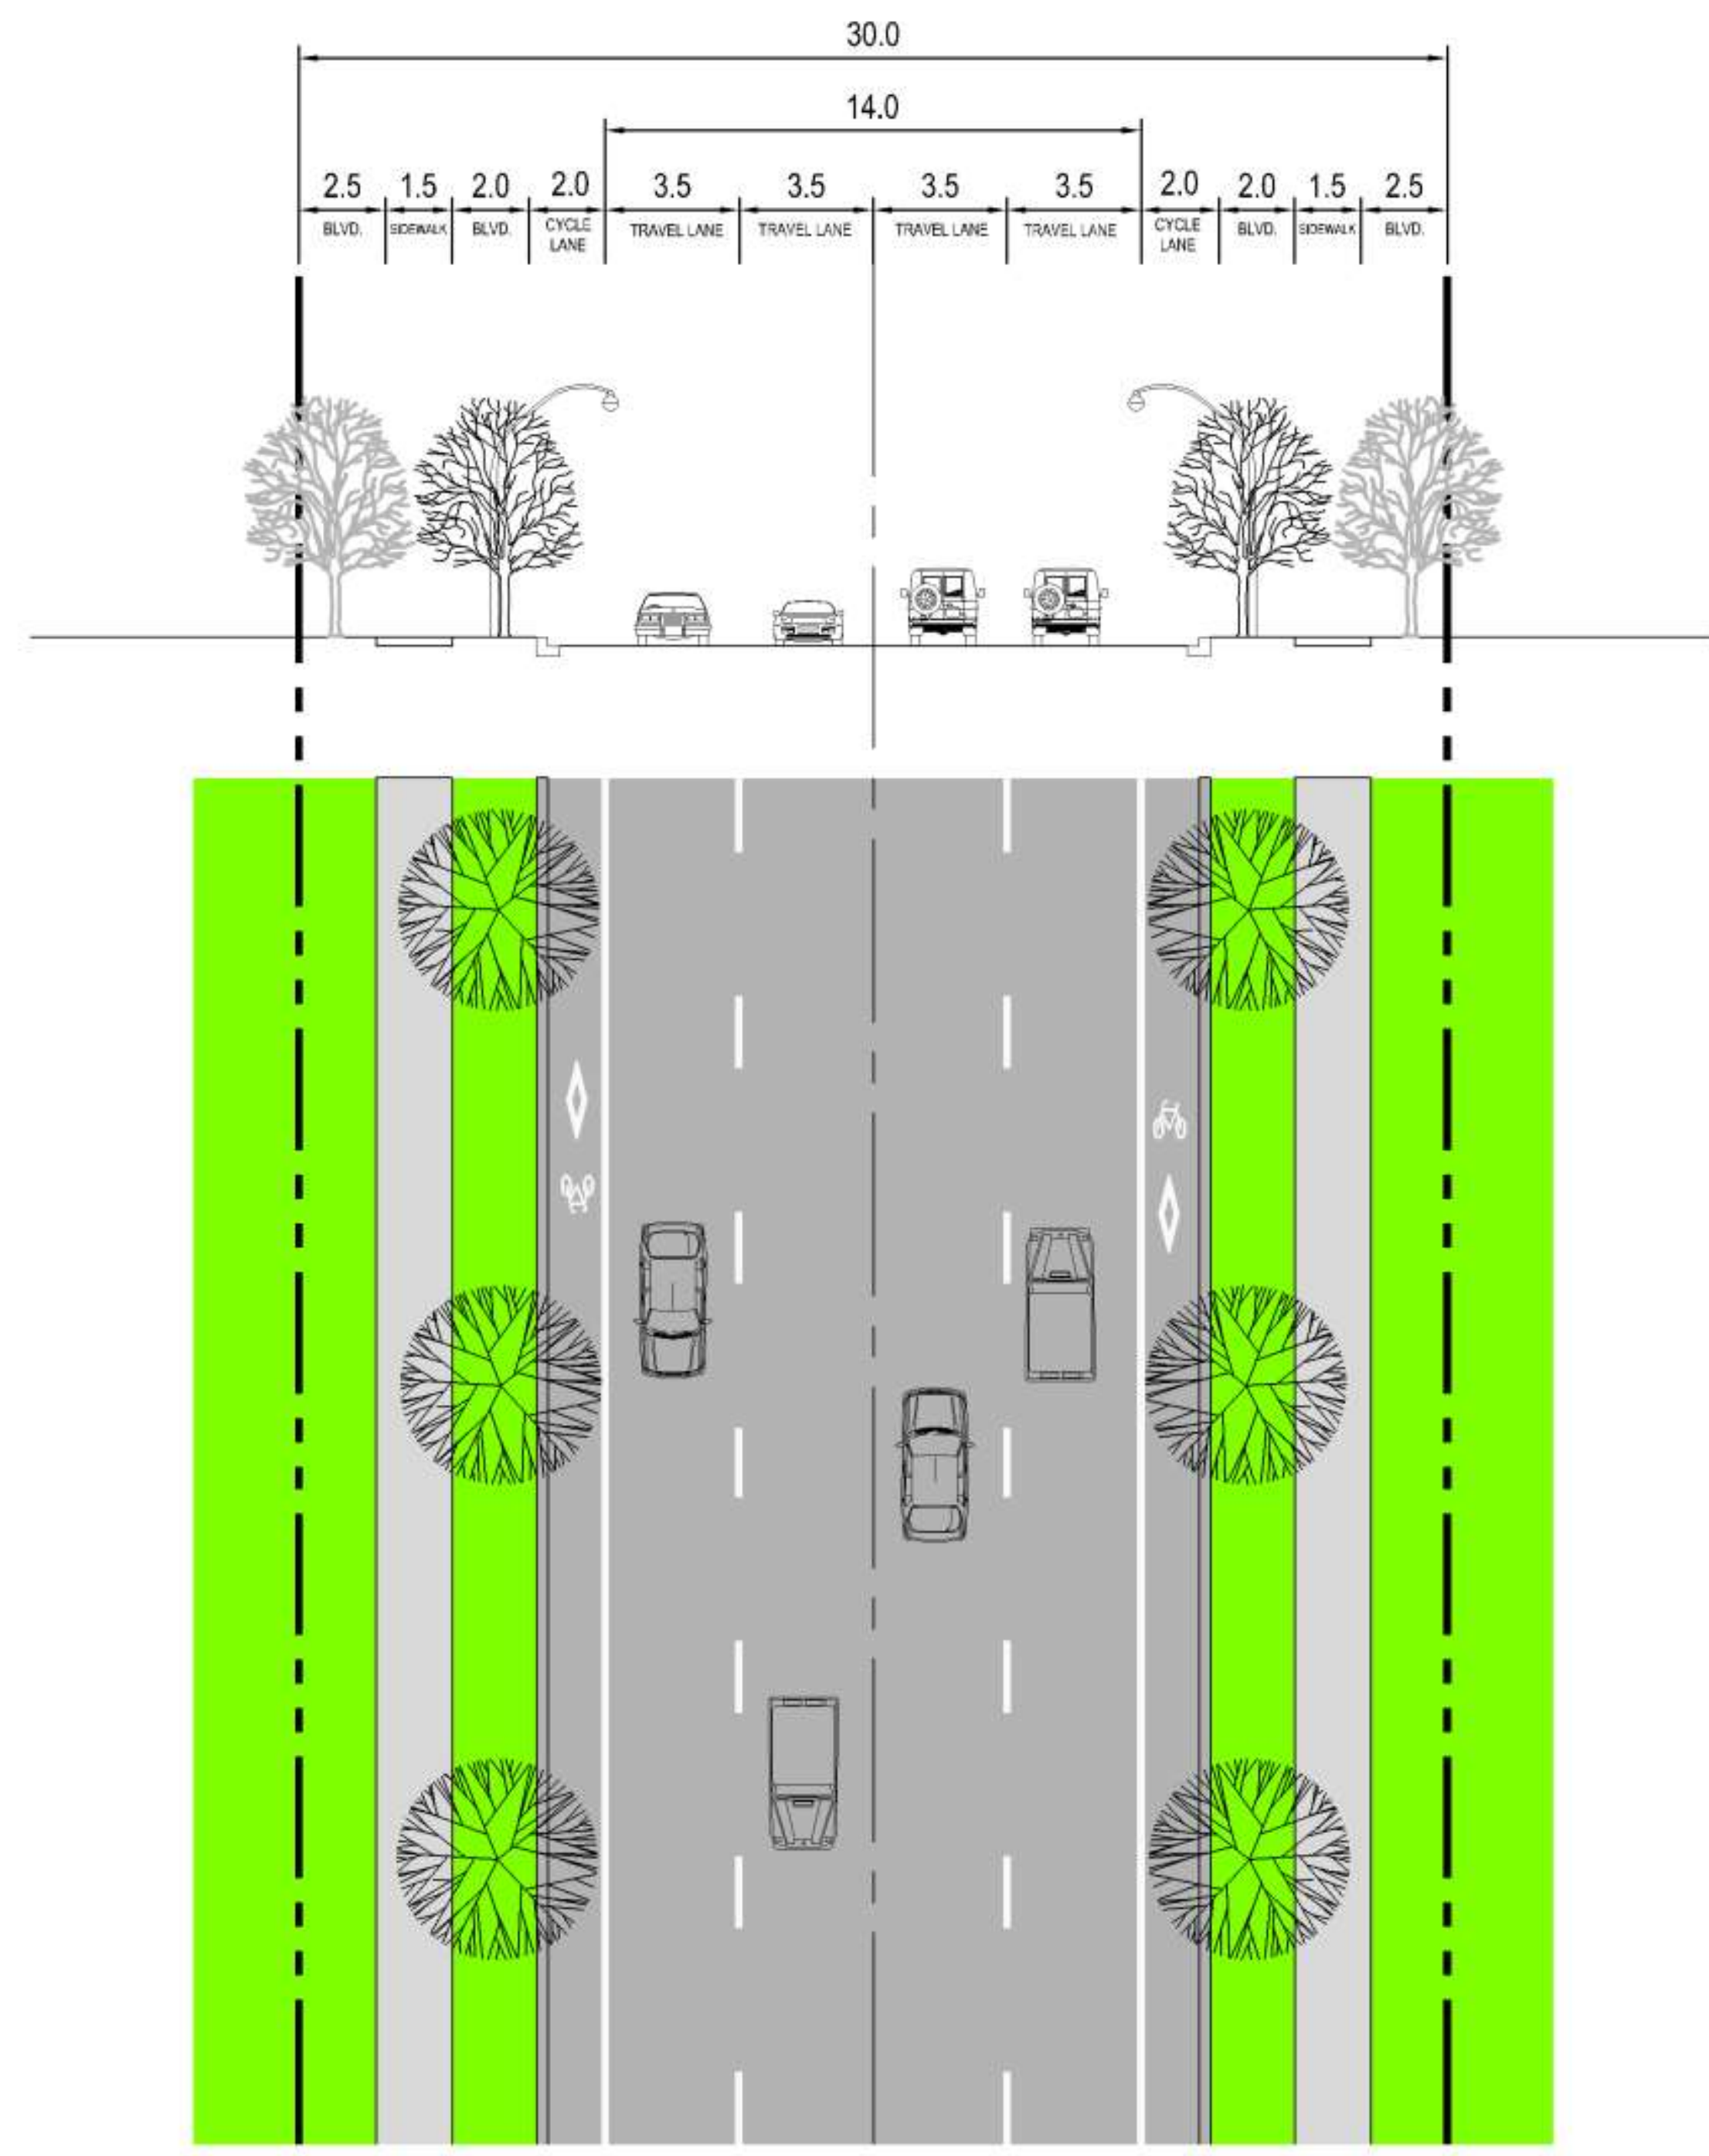 30.0
14.0
2.5 1.5 2.0 2.0 3.5 3.5 3.5 3.5 2.0 2.0 1.5 2.5
BLVD. SIDEWALK BLVD. CYCLE LANE TRAVEL LANE TRAVEL LANE TRAVEL LANE TRAVEL LANE CYCLE LANE BLVD. SIDEWALK BLVD.